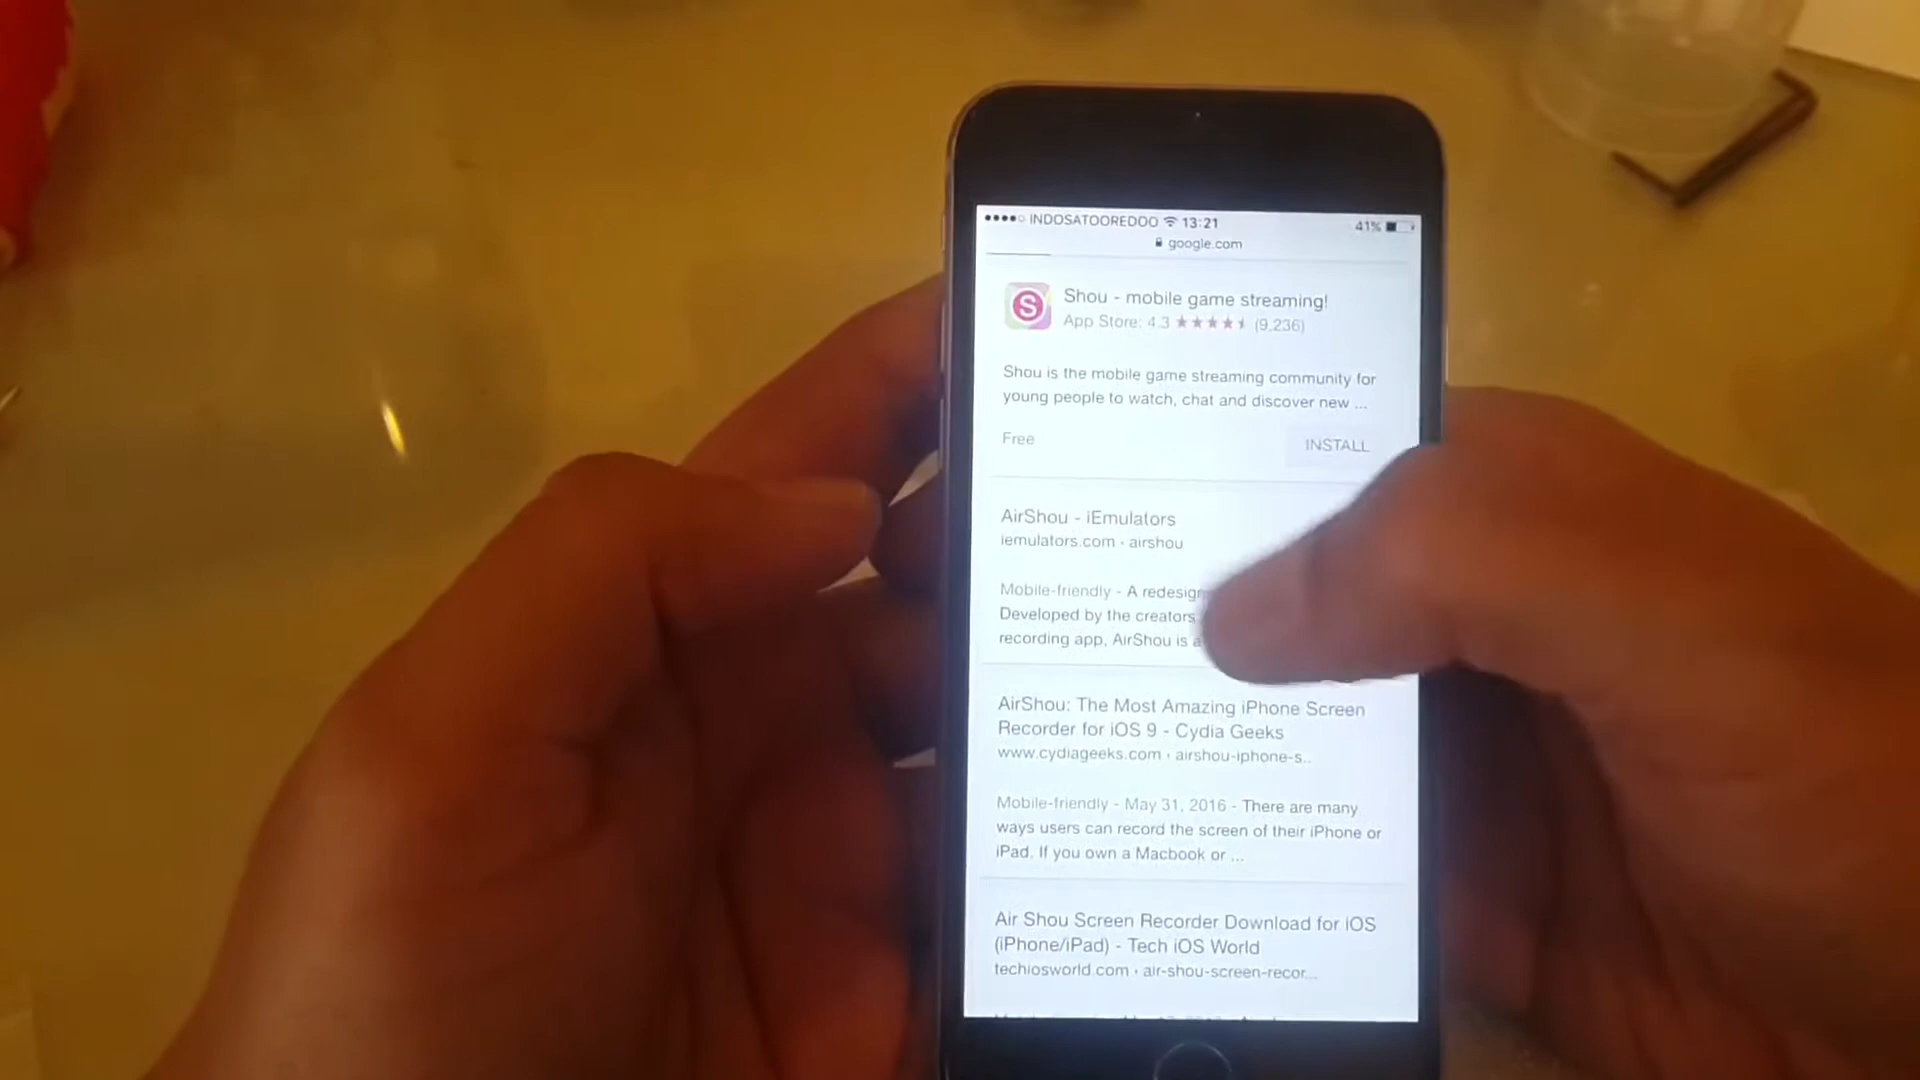 INDOSATOOREDOO 13:21 41%
google.com
S
Shou - mobile game streaming!
App Store: 4.3 ★★★★ (9,236)
Shou is the mobile game streaming community for
young people to watch, chat and discover new ...
Free INSTALL
AirShou - iEmulators
iemulators.com › airshou
Mobile-friendly - A
Developed by the creators
recording app, AirShou is
AirShou: The Most Amazing iPhone Screen
Recorder for iOS 9 - Cydia Geeks
www.cydiageeks.com › airshou-iphone-s...
Mobile-friendly - May 31, 2016 - There are many
ways users can record the screen of their iPhone or
iPad. If you own a Macbook or ...
Air Shou Screen Recorder Download for iOS
(iPhone/iPad) - Tech iOS World
techiosworld.com › air-shou-screen-recor...